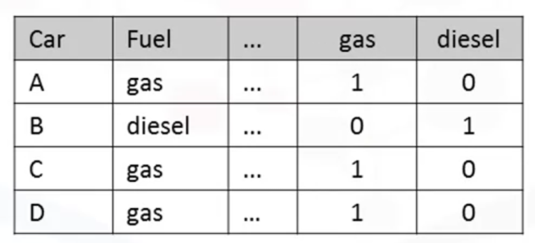 Car Fuel ... gas diesel
A gas ... 1 0
B diesel ... 0 1
C gas ... 1 0
D gas ... 1 0